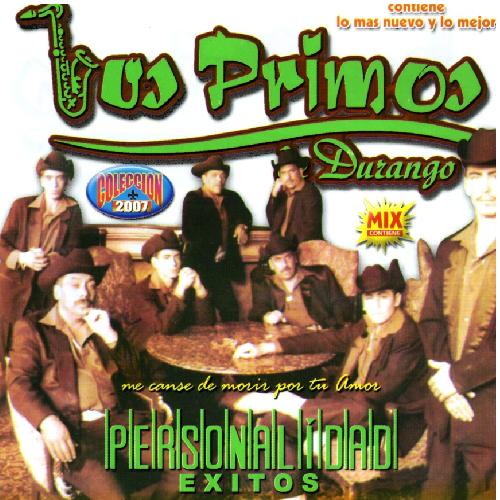 contiene
lo mas nuevo y lo mejor
Los Primos
de Durango
COLECCION
2007
MIX
CONTIENE
me canse de morir por tu Amor
PERSONALIDAD
EXITOS